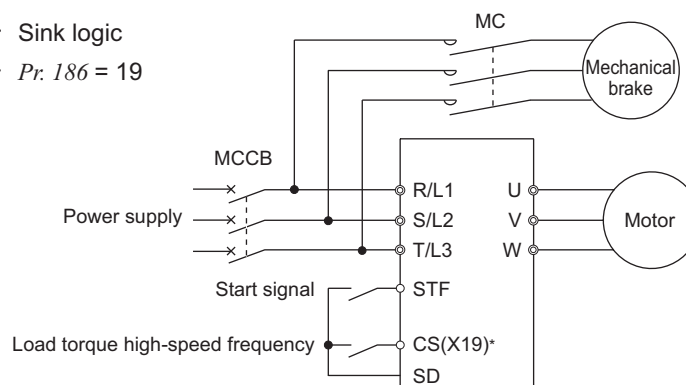 Sink logic
Pr. 186 = 19
MC
Mechanical
brake
MCCB
Power supply
R/L1
S/L2
T/L3
U
V
W
Motor
Start signal
STF
Load torque high-speed frequency
CS(X19)*
SD